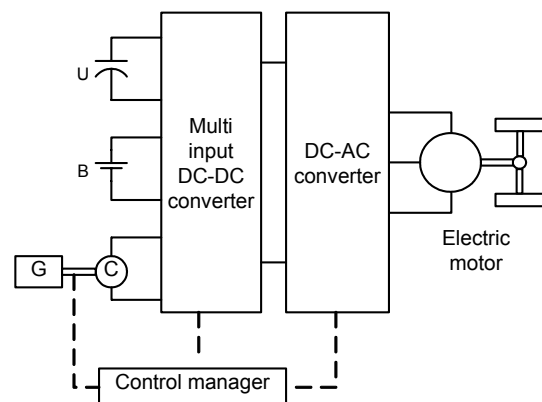 U
Multi
input
DC-DC
converter
DC-AC
converter
B
Electric
motor
G
C
Control manager